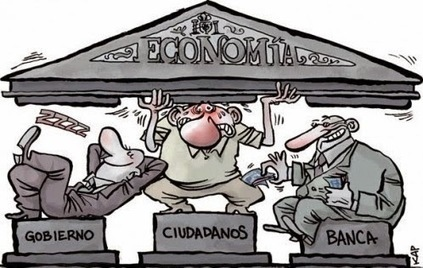 ECONOMÍA
ZZZZ
GOBIERNO
CIUDADANOS
BANCA
KAP